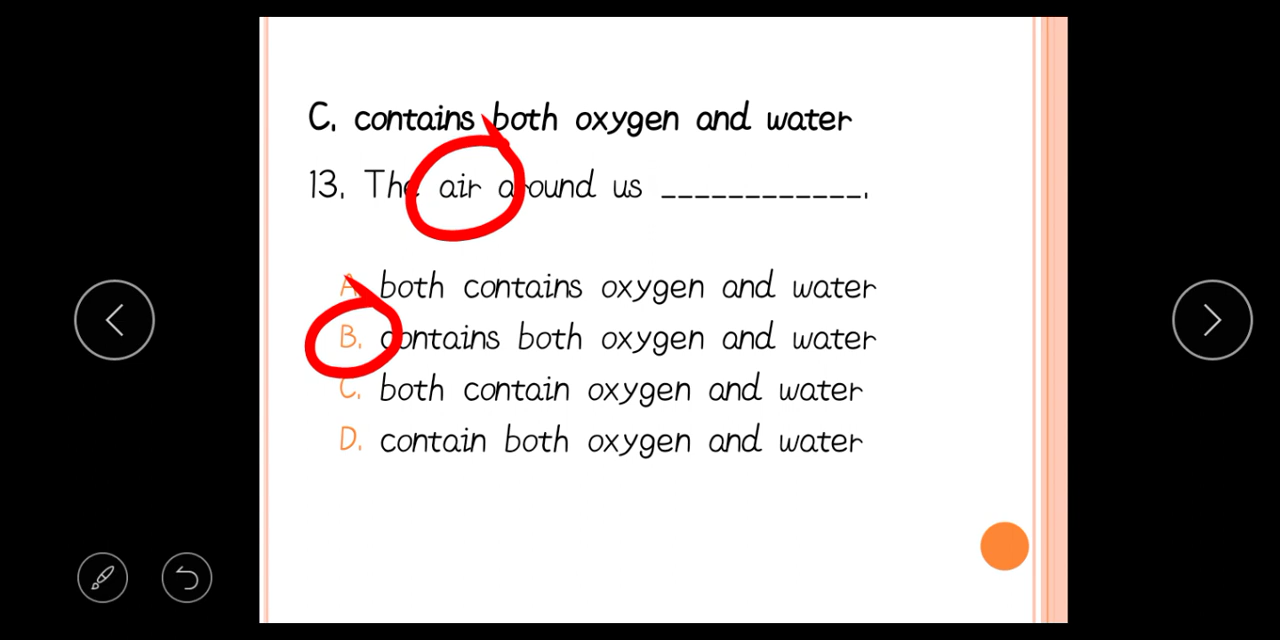 C. contains both oxygen and water
13. The air around us ____________.
A. both contains oxygen and water
B. contains both oxygen and water
C. both contain oxygen and water
D. contain both oxygen and water